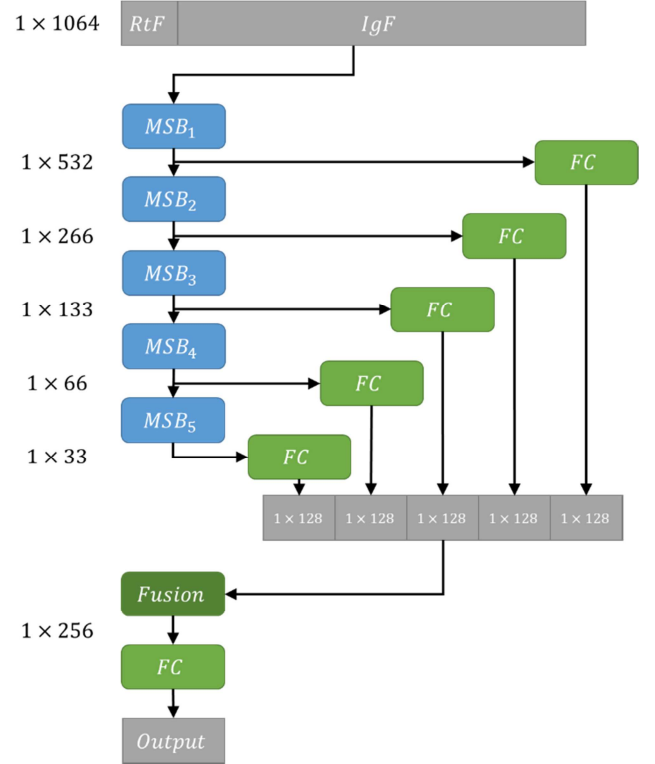 1 × 1064 RtF IgF
MSB₁
1 × 532 FC
MSB₂
1 × 266 FC
MSB₃
1 × 133 FC
MSB₄
1 × 66 FC
MSB₅
1 × 33 FC
1 × 128 1 × 128 1 × 128 1 × 128 1 × 128
Fusion
1 × 256
FC
Output